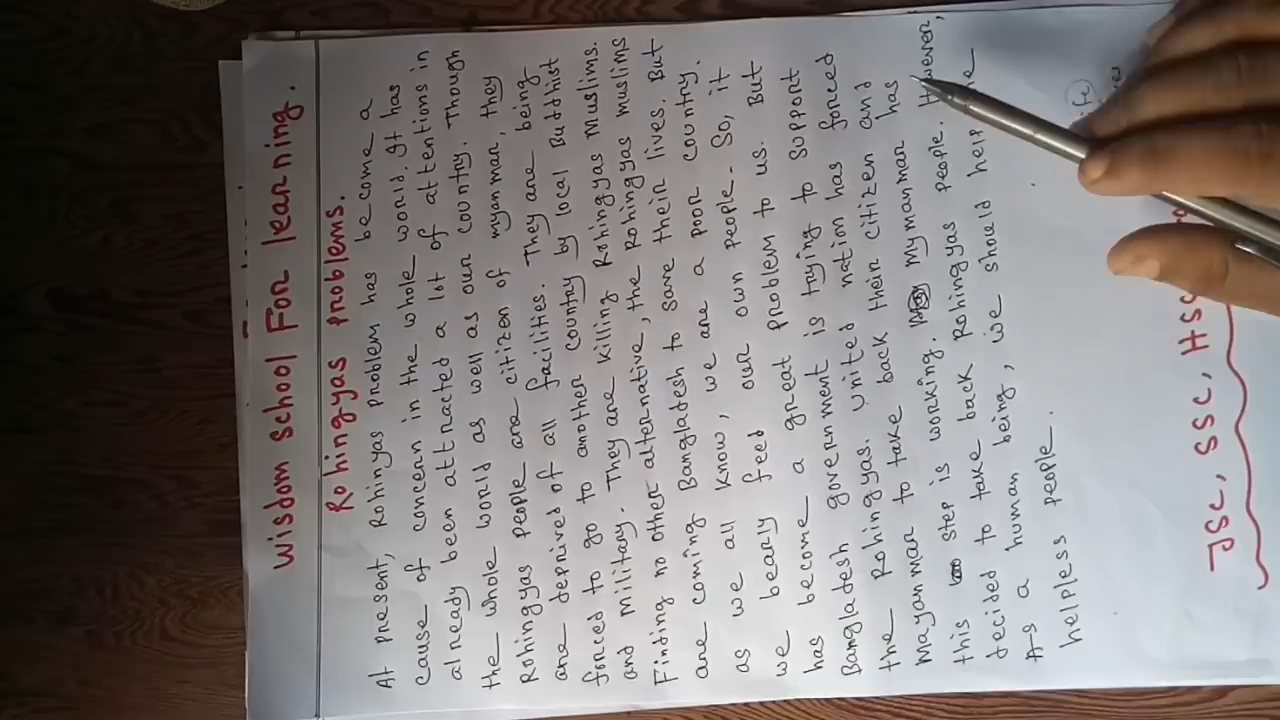 Wisdom school For learning.
Rohingyas problems.
At present, Rohinyas problem has become a
cause of concern in the whole world. It has
already been attracted a lot of attentions in
the whole world as well as our country. Though
Rohingyas people are citizen of myanmar, they
are deprived of all facilities. They are being
forced to go to another country by local Buddhist
and military. They are killing Rohingyas Muslims.
Finding no other alternative, the Rohingyas muslims
are coming Bangladesh to save their lives. But
as we all know, we are a poor country.
we beary feed our own people. So, it
has become a great problem to us. But
Bangladesh government is trying to support
the Rohingyas. United nation has forced
Mayanmar to take back their citizen and
this step is working. Mymanmar has
decided to take back Rohingyas people. However,
As a human being, we should help
helpless people.
JSC, SSC, HSC